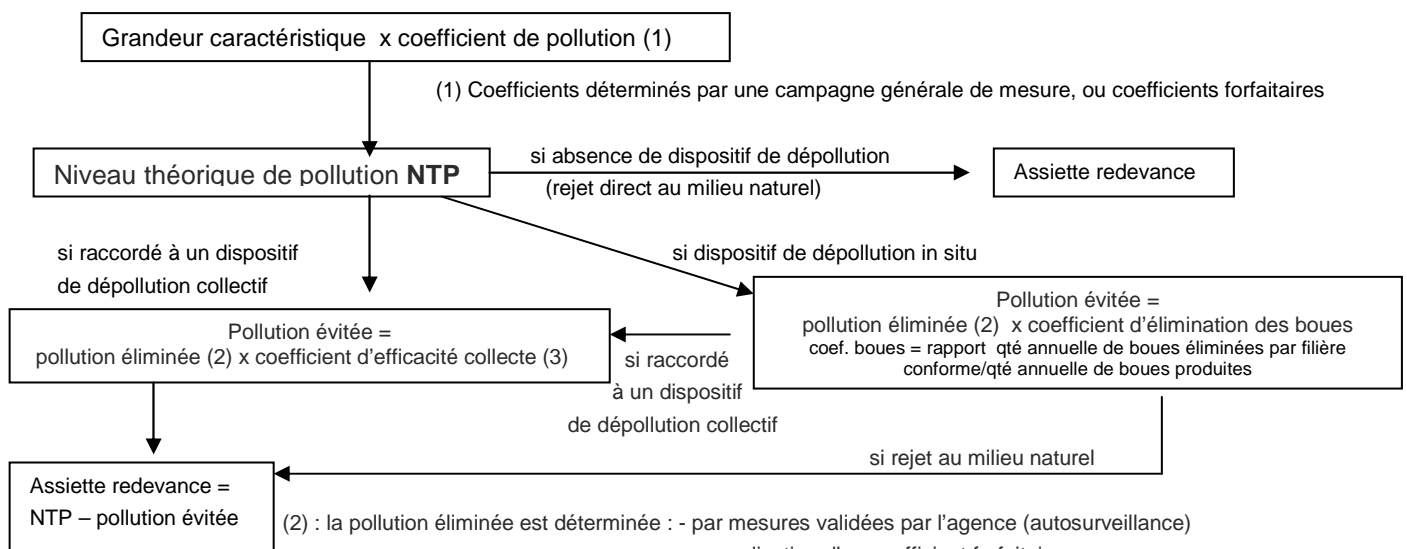 Grandeur caractéristique x coefficient de pollution (1)
(1) Coefficients déterminés par une campagne générale de mesure, ou coefficients forfaitaires
Niveau théorique de pollution NTP
si absence de dispositif de dépollution
(rejet direct au milieu naturel)
Assiette redevance
si raccordé à un dispositif
de dépollution collectif
si dispositif de dépollution in situ
Pollution évitée =
pollution éliminée (2) x coefficient d'efficacité collecte (3)
si raccordé
à un dispositif
de dépollution collectif
Pollution évitée =
pollution éliminée (2) x coefficient d'élimination des boues
coef. boues = rapport qté annuelle de boues éliminées par filière
conforme/qté annuelle de boues produites
si rejet au milieu naturel
Assiette redevance =
NTP – pollution évitée
(2) : la pollution éliminée est déterminée : - par mesures validées par l'agence (autosurveillance)